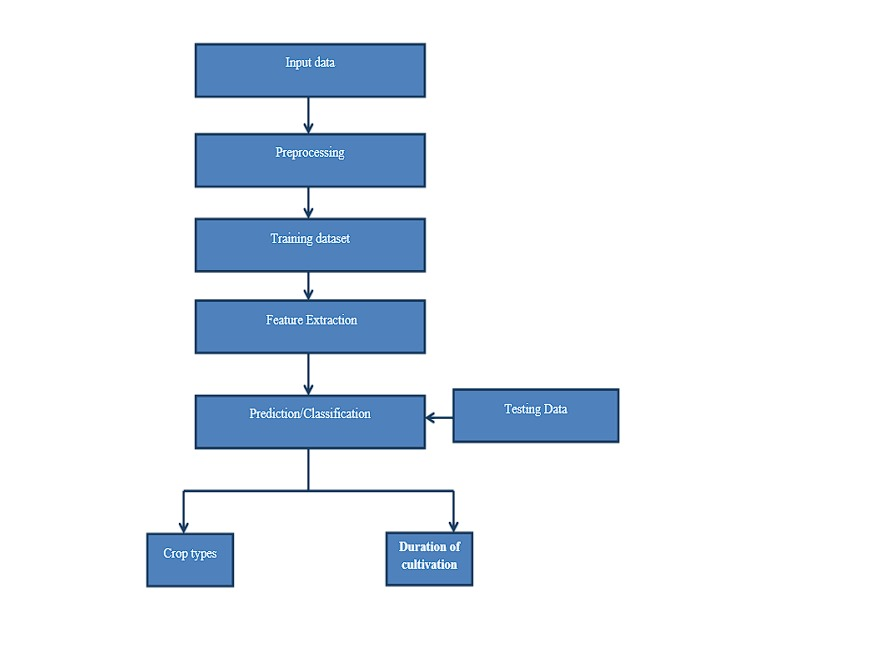 Input data
Preprocessing
Training dataset
Feature Extraction
Prediction/Classification
Testing Data
Crop types
Duration of
cultivation